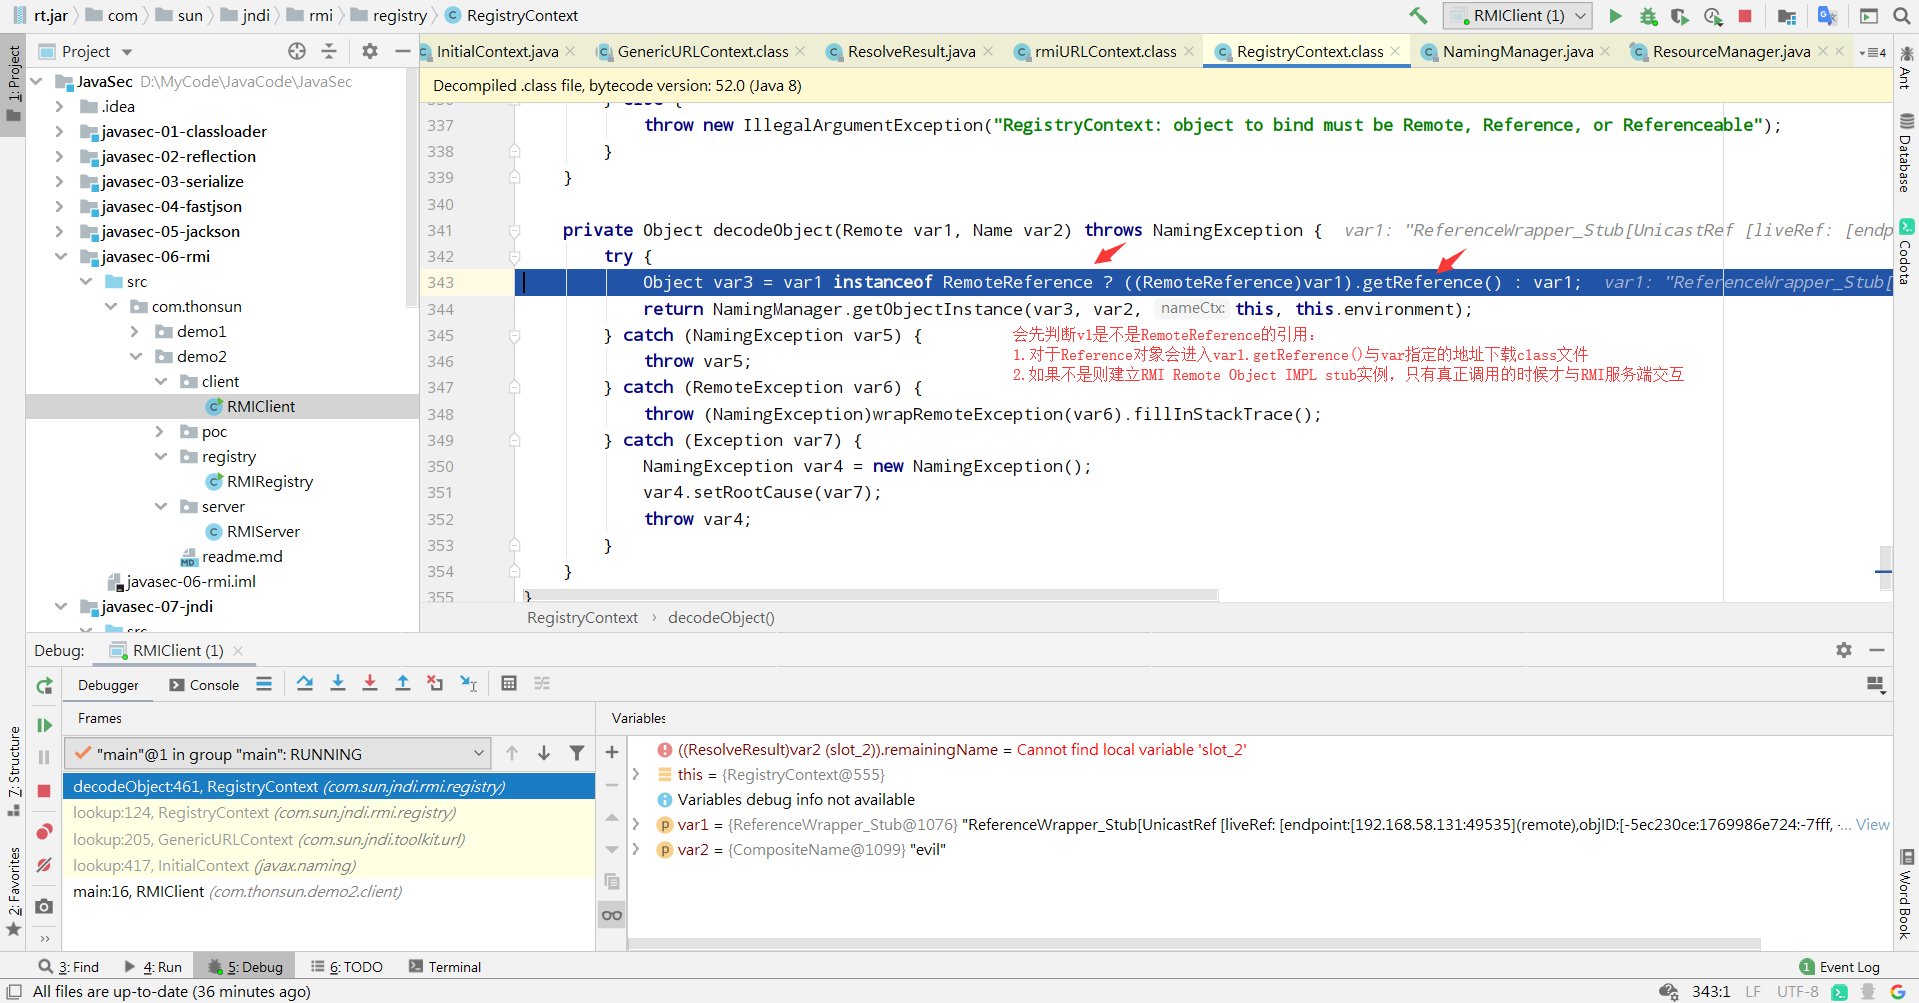 rt.jar com sun jndi rmi registry RegistryContext
RMIClient (1)
1: Project
Project
InitialContext.java
GenericURLContext.class
ResolveResult.java
rmiURLContext.class
RegistryContext.class
NamingManager.java
ResourceManager.java
4
Decompiled .class file, bytecode version: 52.0 (Java 8)
JavaSec D:\MyCode\JavaCode\JavaSec
.idea
javasec-01-classloader
javasec-02-reflection
javasec-03-serialize
javasec-04-fastjson
javasec-05-jackson
javasec-06-rmi
src
com.thonsun
demo1
demo2
client
RMIClient
poc
registry
RMIRegistry
server
RMIServer
readme.md
javasec-06-rmi.iml
javasec-07-jndi
src
336 } else {
337 throw new IllegalArgumentException("RegistryContext: object to bind must be Remote, Reference, or Referenceable");
338 }
339 }
340
341 private Object decodeObject(Remote var1, Name var2) throws NamingException { var1: "ReferenceWrapper_Stub[UnicastRef [liveRef: [endp
342 try {
343 Object var3 = var1 instanceof RemoteReference ? ((RemoteReference)var1).getReference() : var1; var1: "ReferenceWrapper_Stub[
344 return NamingManager.getObjectInstance(var3, var2, nameCtx: this, this.environment);
345 } catch (NamingException var5) {
346 throw var5;
347 } catch (RemoteException var6) {
348 throw (NamingException)wrapRemoteException(var6).fillInStackTrace();
349 } catch (Exception var7) {
350 NamingException var4 = new NamingException();
351 var4.setRootCause(var7);
352 throw var4;
353 }
354 }
355 }
会先判断v1是不是RemoteReference的引用:
1.对于Reference对象会进入var1.getReference()与var指定的地址下载class文件
2.如果不是则建立RMI Remote Object IMPL stub实例，只有真正调用的时候才与RMI服务端交互
RegistryContext › decodeObject()
Ant
Database
Codota
Word Book
Debug: RMIClient (1)
Debugger Console
Frames
Variables
"main"@1 in group "main": RUNNING
decodeObject:461, RegistryContext (com.sun.jndi.rmi.registry)
lookup:124, RegistryContext (com.sun.jndi.rmi.registry)
lookup:205, GenericURLContext (com.sun.jndi.toolkit.url)
lookup:417, InitialContext (javax.naming)
main:16, RMIClient (com.thonsun.demo2.client)
((ResolveResult)var2 (slot_2)).remainingName = Cannot find local variable 'slot_2'
this = {RegistryContext@555}
Variables debug info not available
var1 = {ReferenceWrapper_Stub@1076} "ReferenceWrapper_Stub[UnicastRef [liveRef: [endpoint:[192.168.58.131:49535](remote),objID:[-5ec230ce:1769986e724:-7fff, -... View
var2 = {CompositeName@1099} "evil"
7: Structure
2: Favorites
3: Find 4: Run 5: Debug 6: TODO Terminal
1 Event Log
All files are up-to-date (36 minutes ago)
343:1 LF UTF-8